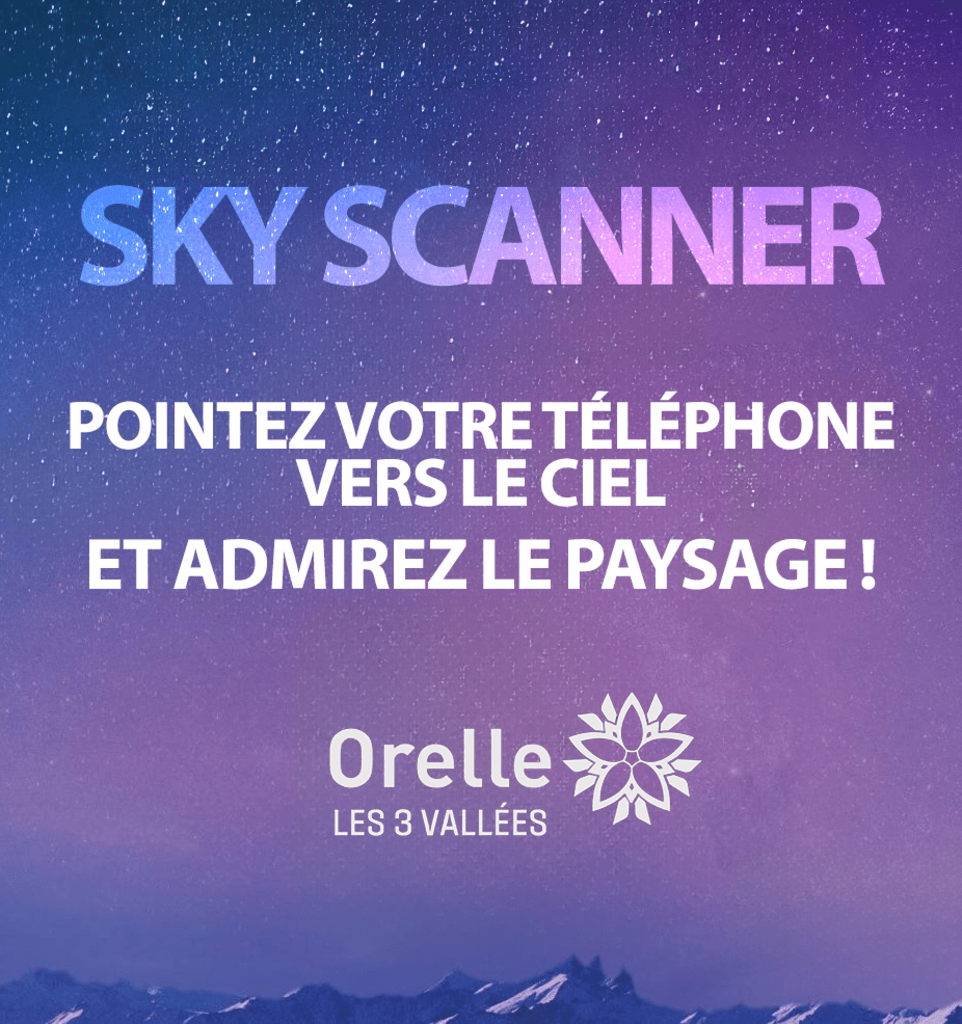 SKY SCANNER
POINTEZ VOTRE TÉLÉPHONE
VERS LE CIEL
ET ADMIREZ LE PAYSAGE !
Orelle
LES 3 VALLÉES